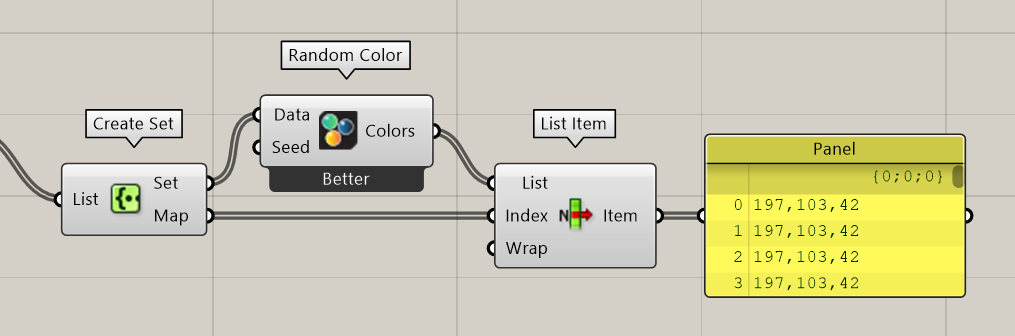 Random Color
Create Set
List Item
Data
Seed
Colors
Better
List
Set
Map
List
Index
Wrap
N
Item
Panel
{0;0;0}
0 197,103,42
1 197,103,42
2 197,103,42
3 197,103,42